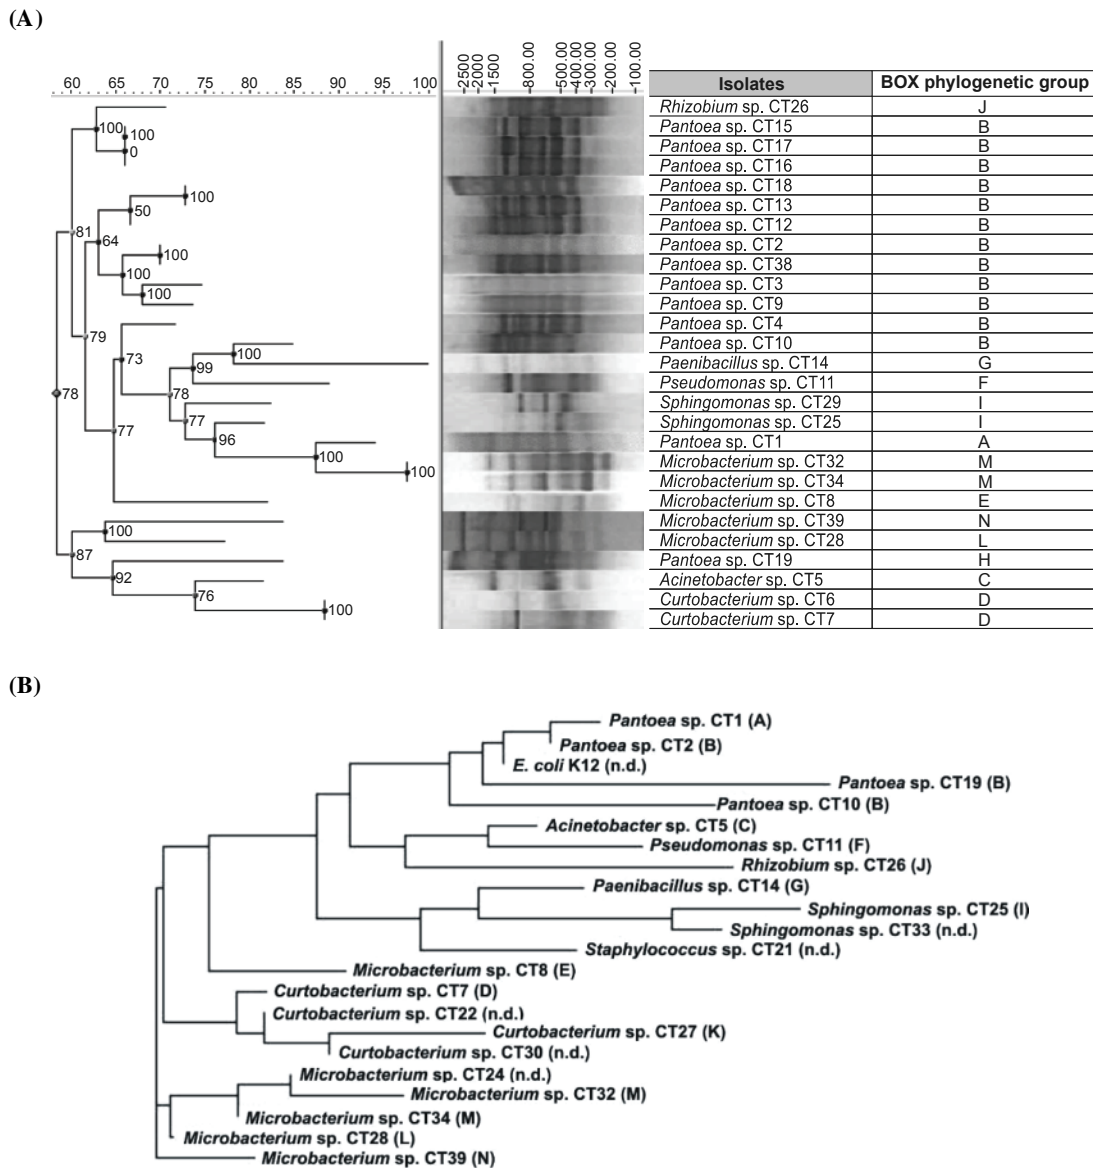 (A)
60 65 70 75 80 85 90 95 100
2500 2000 1500 800.00 500.00 400.00 300.00 200.00 100.00
Isolates BOX phylogenetic group
Rhizobium sp. CT26 J
Pantoea sp. CT15 B
Pantoea sp. CT17 B
Pantoea sp. CT16 B
Pantoea sp. CT18 B
Pantoea sp. CT13 B
Pantoea sp. CT12 B
Pantoea sp. CT2 B
Pantoea sp. CT38 B
Pantoea sp. CT3 B
Pantoea sp. CT9 B
Pantoea sp. CT4 B
Pantoea sp. CT10 B
Paenibacillus sp. CT14 G
Pseudomonas sp. CT11 F
Sphingomonas sp. CT29 I
Sphingomonas sp. CT25 I
Pantoea sp. CT1 A
Microbacterium sp. CT32 M
Microbacterium sp. CT34 M
Microbacterium sp. CT8 E
Microbacterium sp. CT39 N
Microbacterium sp. CT28 L
Pantoea sp. CT19 H
Acinetobacter sp. CT5 C
Curtobacterium sp. CT6 D
Curtobacterium sp. CT7 D
100
100
0
100
50
81
64
100
100
100
79
100
73
99
78
78
77
77
96
100
100
100
87
92
76
100
(B)
Pantoea sp. CT1 (A)
Pantoea sp. CT2 (B)
E. coli K12 (n.d.)
Pantoea sp. CT19 (B)
Pantoea sp. CT10 (B)
Acinetobacter sp. CT5 (C)
Pseudomonas sp. CT11 (F)
Rhizobium sp. CT26 (J)
Paenibacillus sp. CT14 (G)
Sphingomonas sp. CT25 (I)
Sphingomonas sp. CT33 (n.d.)
Staphylococcus sp. CT21 (n.d.)
Microbacterium sp. CT8 (E)
Curtobacterium sp. CT7 (D)
Curtobacterium sp. CT22 (n.d.)
Curtobacterium sp. CT27 (K)
Curtobacterium sp. CT30 (n.d.)
Microbacterium sp. CT24 (n.d.)
Microbacterium sp. CT32 (M)
Microbacterium sp. CT34 (M)
Microbacterium sp. CT28 (L)
Microbacterium sp. CT39 (N)